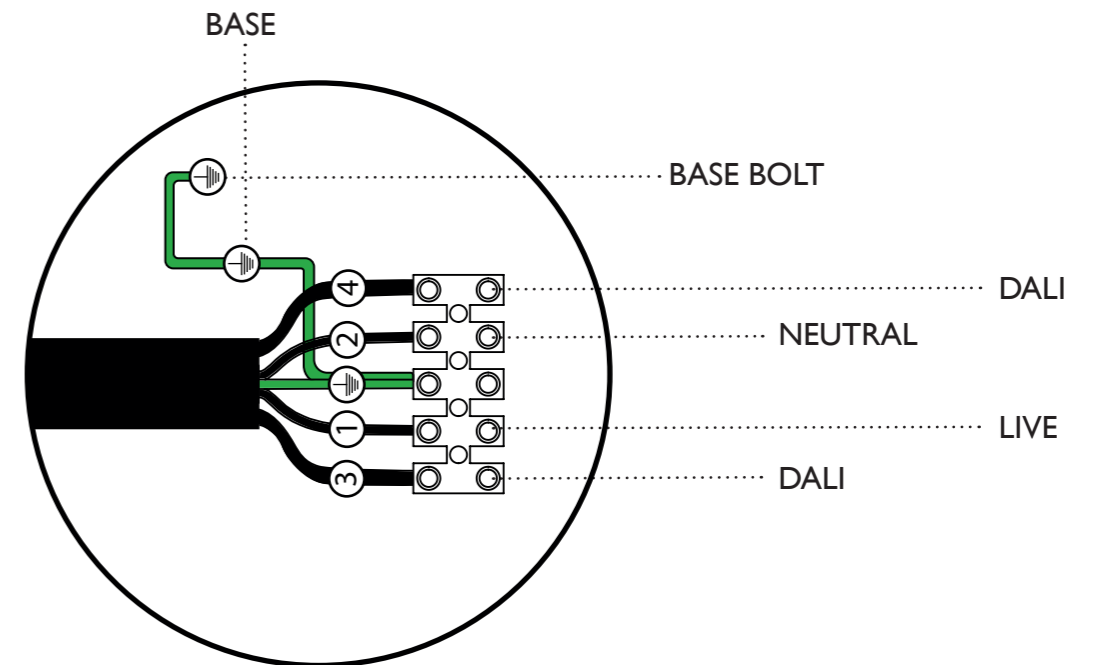 BASE
BASE BOLT
4
DALI
2
NEUTRAL
1
LIVE
3
DALI